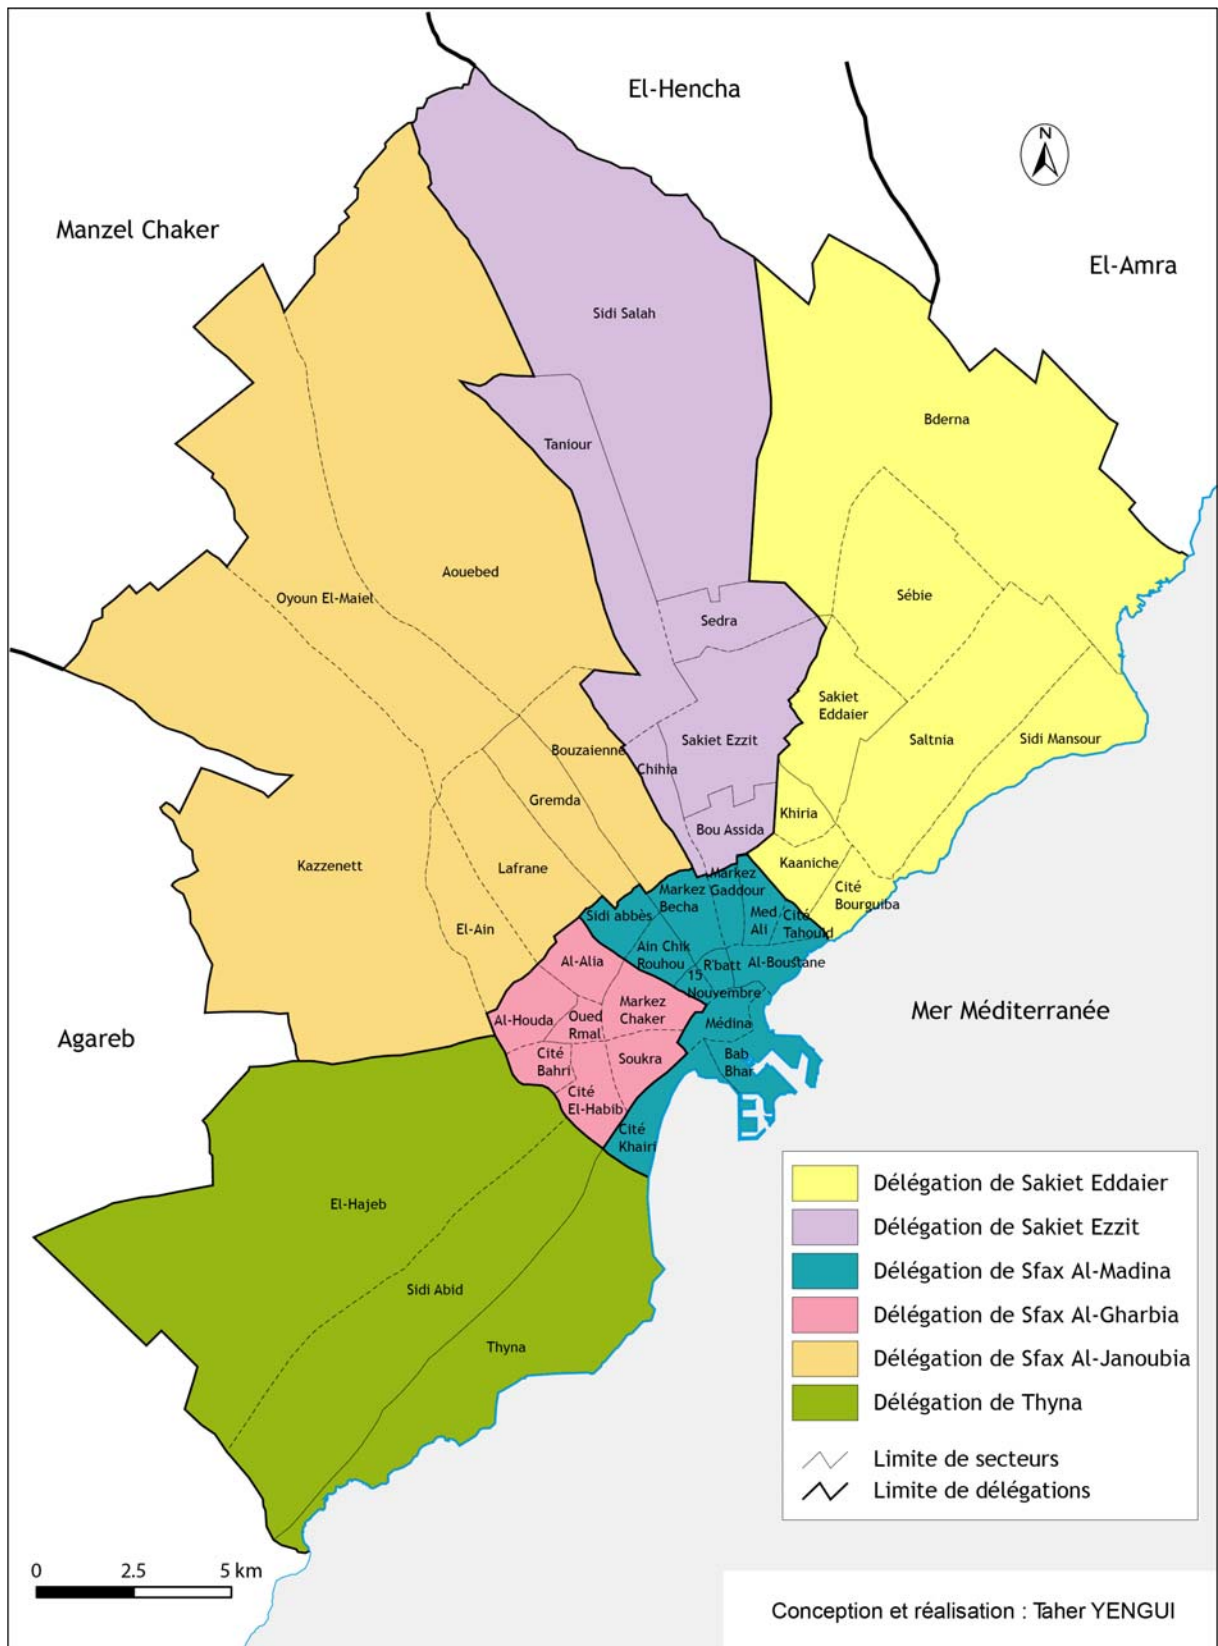 El-Hencha
N
Manzel Chaker
El-Amra
Sidi Salah
Bderna
Taniour
Aouebed
Oyoun El-Maiel
Sébie
Sedra
Sakiet
Eddaier
Sakiet Ezzit
Saltnia
Sidi Mansour
Bouzaienne
Chihia
Gremda
Khiria
Bou Assida
Kazzenett
Lafrane
Kaaniche
Markez
Gaddour
Cité
Bourguiba
Markez
Becha
Sidi abbès
Med
Ali
Cité
Tahould
El-Ain
Ain Chik
Rouhou
Al-Alia
R'batt
Al-Boustane
15
Nouvembre
Markez
Chaker
Al-Houda
Oued
Rmal
Médina
Mer Méditerranée
Agareb
Cité
Bahri
Soukra
Bab
Bhar
Cité
El-Habib
Cité
Khairi
El-Hajeb
Sidi Abid
Thyna
Délégation de Sakiet Eddaier
Délégation de Sakiet Ezzit
Délégation de Sfax Al-Madina
Délégation de Sfax Al-Gharbia
Délégation de Sfax Al-Janoubia
Délégation de Thyna
Limite de secteurs
Limite de délégations
0 2.5 5 km
Conception et réalisation : Taher YENGUI